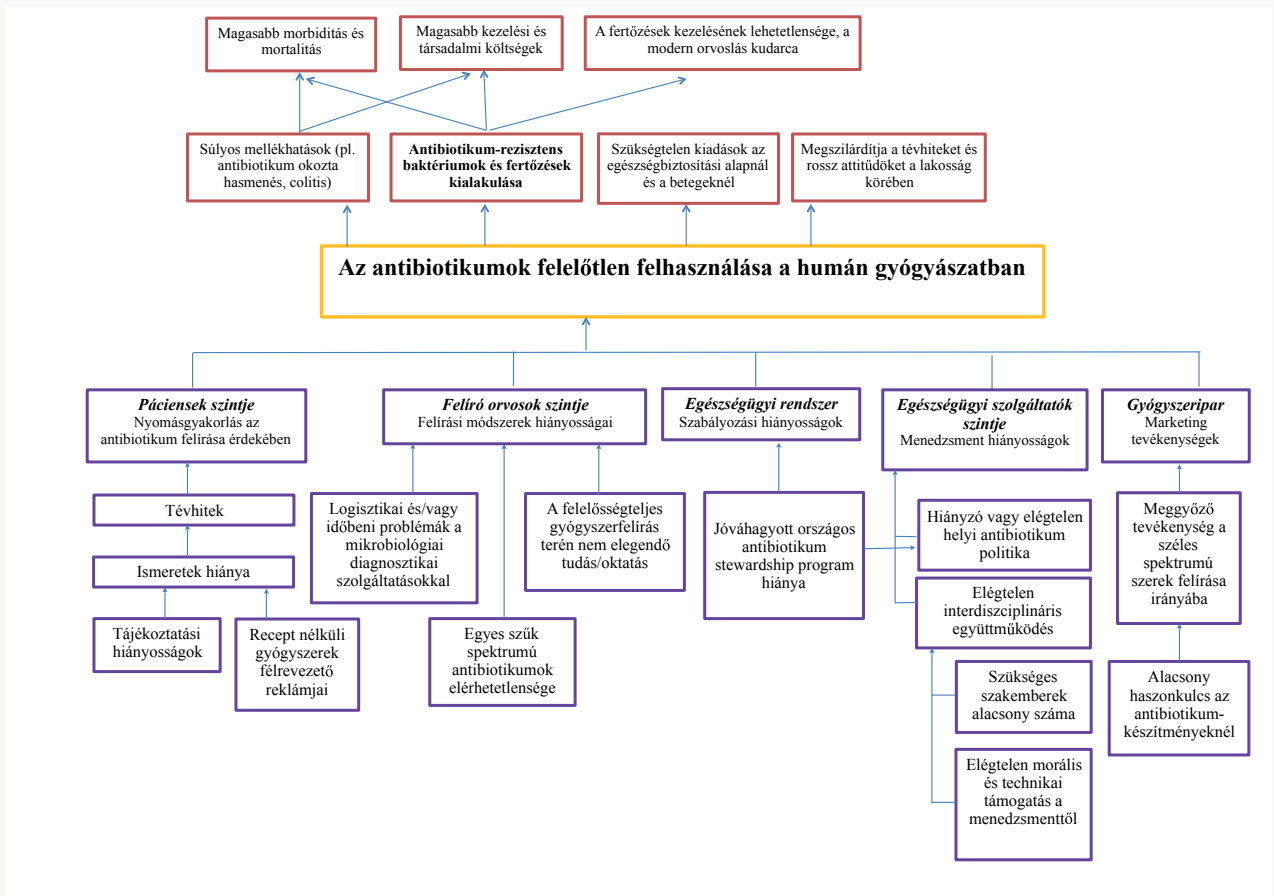 Magasabb morbiditás és
mortalitás
Magasabb kezelési és
társadalmi költségek
A fertőzések kezelésének lehetetlensége, a
modern orvoslás kudarca
Súlyos mellékhatások (pl.
antibiotikum okozta
hasmenés, colitis)
Antibiotikum-rezisztens
baktériumok és fertőzések
kialakulása
Szükségtelen kiadások az
egészségbiztosítási alapnál
és a betegeknél
Megszilárdítja a tévhiteket és
rossz attitűdöket a lakosság
körében
Az antibiotikumok felelőtlen felhasználása a humán gyógyászatban
Páciensek szintje
Nyomásgyakorlás az
antibiotikum felírása érdekében
Felíró orvosok szintje
Felírási módszerek hiányosságai
Egészségügyi rendszer
Szabályozási hiányosságok
Egészségügyi szolgáltatók
szintje
Menedzsment hiányosságok
Gyógyszeripar
Marketing
tevékenységek
Tévhitek
Ismeretek hiánya
Tájékoztatási
hiányosságok
Recept nélküli
gyógyszerek
félrevezető
reklámjai
Logisztikai és/vagy
időbeni problémák a
mikrobiológiai
diagnosztikai
szolgáltatásokkal
Egyes szűk
spektrumú
antibiotikumok
elérhetetlensége
A felelősségteljes
gyógyszerfelírás
terén nem elegendő
tudás/oktatás
Jóváhagyott országos
antibiotikum
stewardship program
hiánya
Hiányzó vagy elégtelen
helyi antibiotikum
politika
Elégtelen
interdiszciplináris
együttműködés
Szükséges
szakemberek
alacsony száma
Elégtelen morális
és technikai
támogatás a
menedzsmenttől
Meggyőző
tevékenység a
széles
spektrumú
szerek felírása
irányába
Alacsony
haszonkulcs az
antibiotikum-
készítményeknél